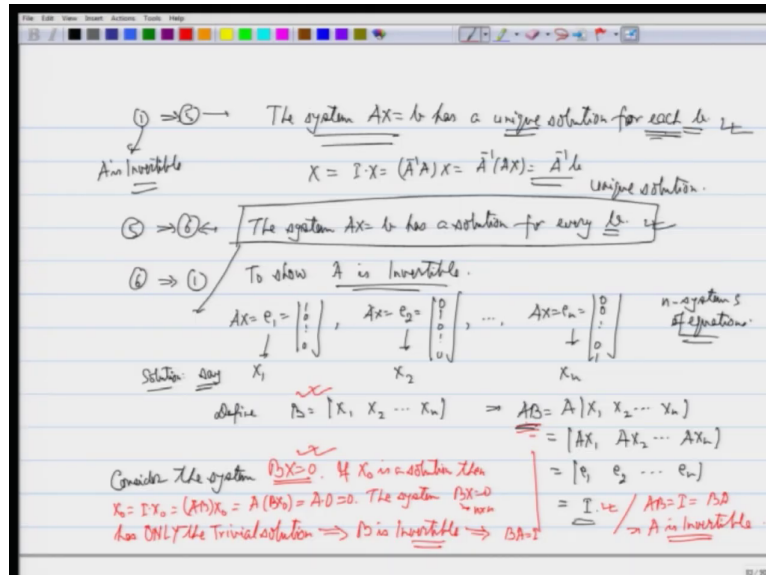 File Edit View Insert Actions Tools Help
① ⇒ ⑤ → The system AX = b has a unique solution for each b
A is Invertible
X = I·X = (A⁻¹A)X = A⁻¹(AX) = A⁻¹b
unique solution.
⑤ ⇒ ⑥ ← The system AX = b has a solution for every b
⑥ ⇒ ① To show A is Invertible.
AX = e₁ = [1 0 ⋮ 0], AX = e₂ = [0 1 0 ⋮ 0], ... AX = eₙ = [0 0 ⋮ 0 1] n-systems of equations.
Solution say X₁ X₂ Xₙ
Define B = [X₁ X₂ ... Xₙ] ⇒ AB = A[X₁ X₂ ... Xₙ]
= [AX₁ AX₂ ... AXₙ]
Consider the system BX=0. If X₀ is a solution then = [e₁ e₂ ... eₙ]
X₀ = I·X₀ = (AB)X₀ = A(BX₀) = A·0 = 0. The system BX=0 = I. AB = I = BA
n×n
has ONLY the Trivial solution ⇒ B is Invertible ⇒ BA=I → A is Invertible.